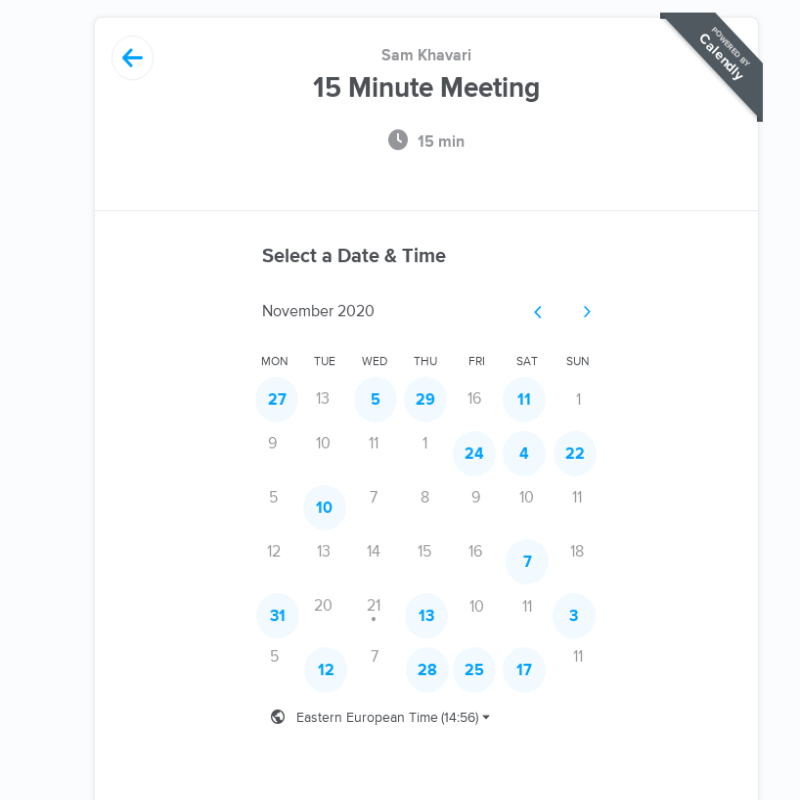 POWERED BY
Calendly
Sam Khavari
15 Minute Meeting
15 min
Select a Date & Time
November 2020
MON TUE WED THU FRI SAT SUN
27 13 5 29 16 11 1
9 10 11 1 24 4 22
5 10 7 8 9 10 11
12 13 14 15 16 7 18
31 20 21 13 10 11 3
5 12 7 28 25 17 11
Eastern European Time (14:56)